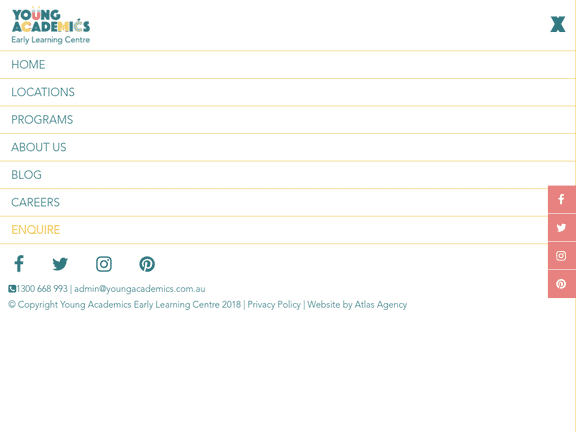 YOUNG
ACADEMICS
Early Learning Centre
X
HOME
LOCATIONS
PROGRAMS
ABOUT US
BLOG
CAREERS
ENQUIRE
1300 668 993 | admin@youngacademics.com.au
© Copyright Young Academics Early Learning Centre 2018 | Privacy Policy | Website by Atlas Agency